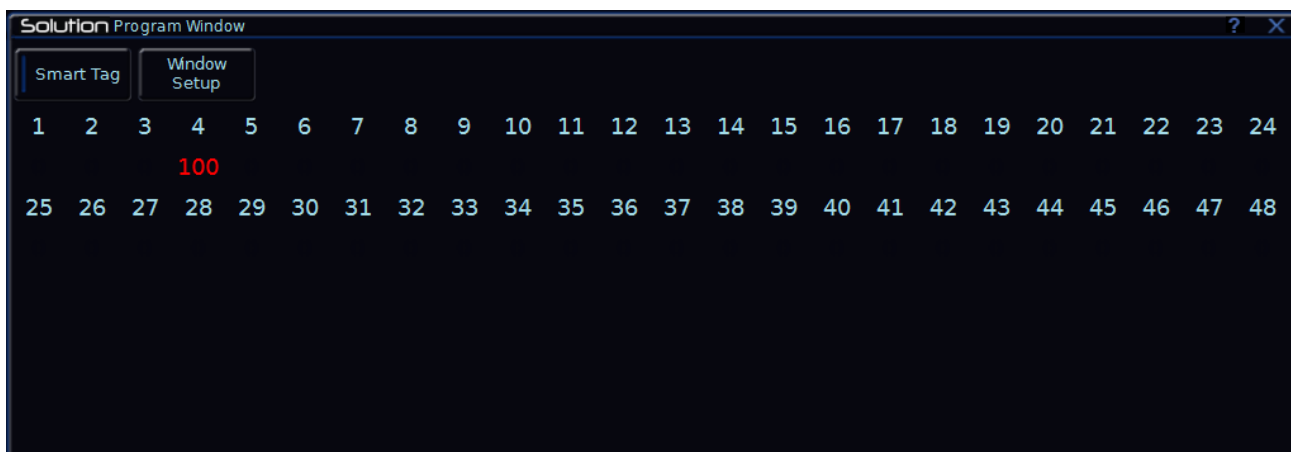 Solution Program Window ? X
Smart Tag Window
Setup
1 2 3 4 5 6 7 8 9 10 11 12 13 14 15 16 17 18 19 20 21 22 23 24
100
25 26 27 28 29 30 31 32 33 34 35 36 37 38 39 40 41 42 43 44 45 46 47 48